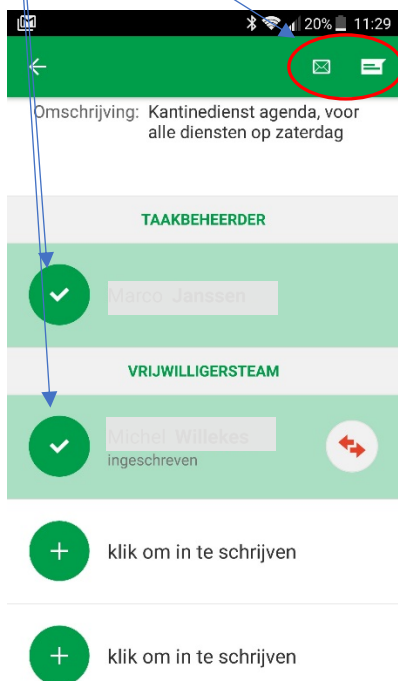 20% 11:29
Omschrijving: Kantinedienst agenda, voor
alle diensten op zaterdag
TAAKBEHEERDER
Marco Janssen
VRIJWILLIGERSTEAM
Michel Willekes
ingeschreven
klik om in te schrijven
klik om in te schrijven